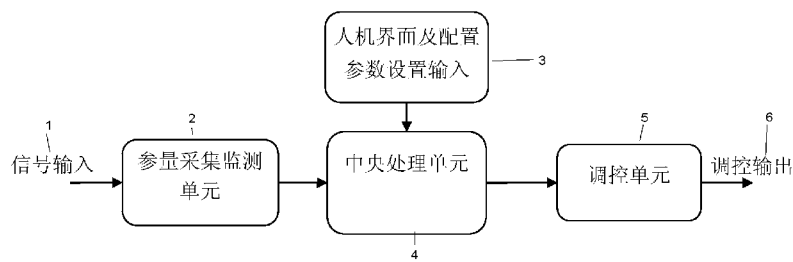 人机界面及配置
参数设置输入
3
1
信号输入
2
参量采集监测
单元
中央处理单元
4
5
调控单元
6
调控输出